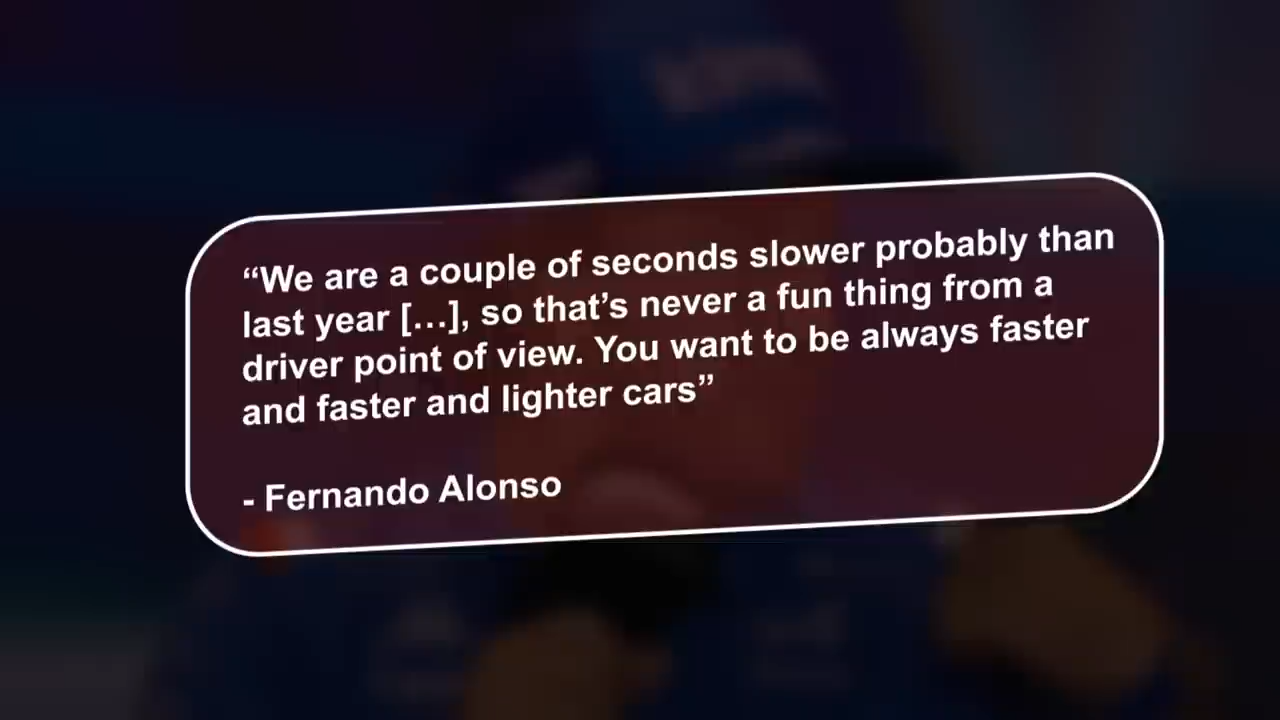 “We are a couple of seconds slower probably than
last year […], so that’s never a fun thing from a
driver point of view. You want to be always faster
and faster and lighter cars”
- Fernando Alonso